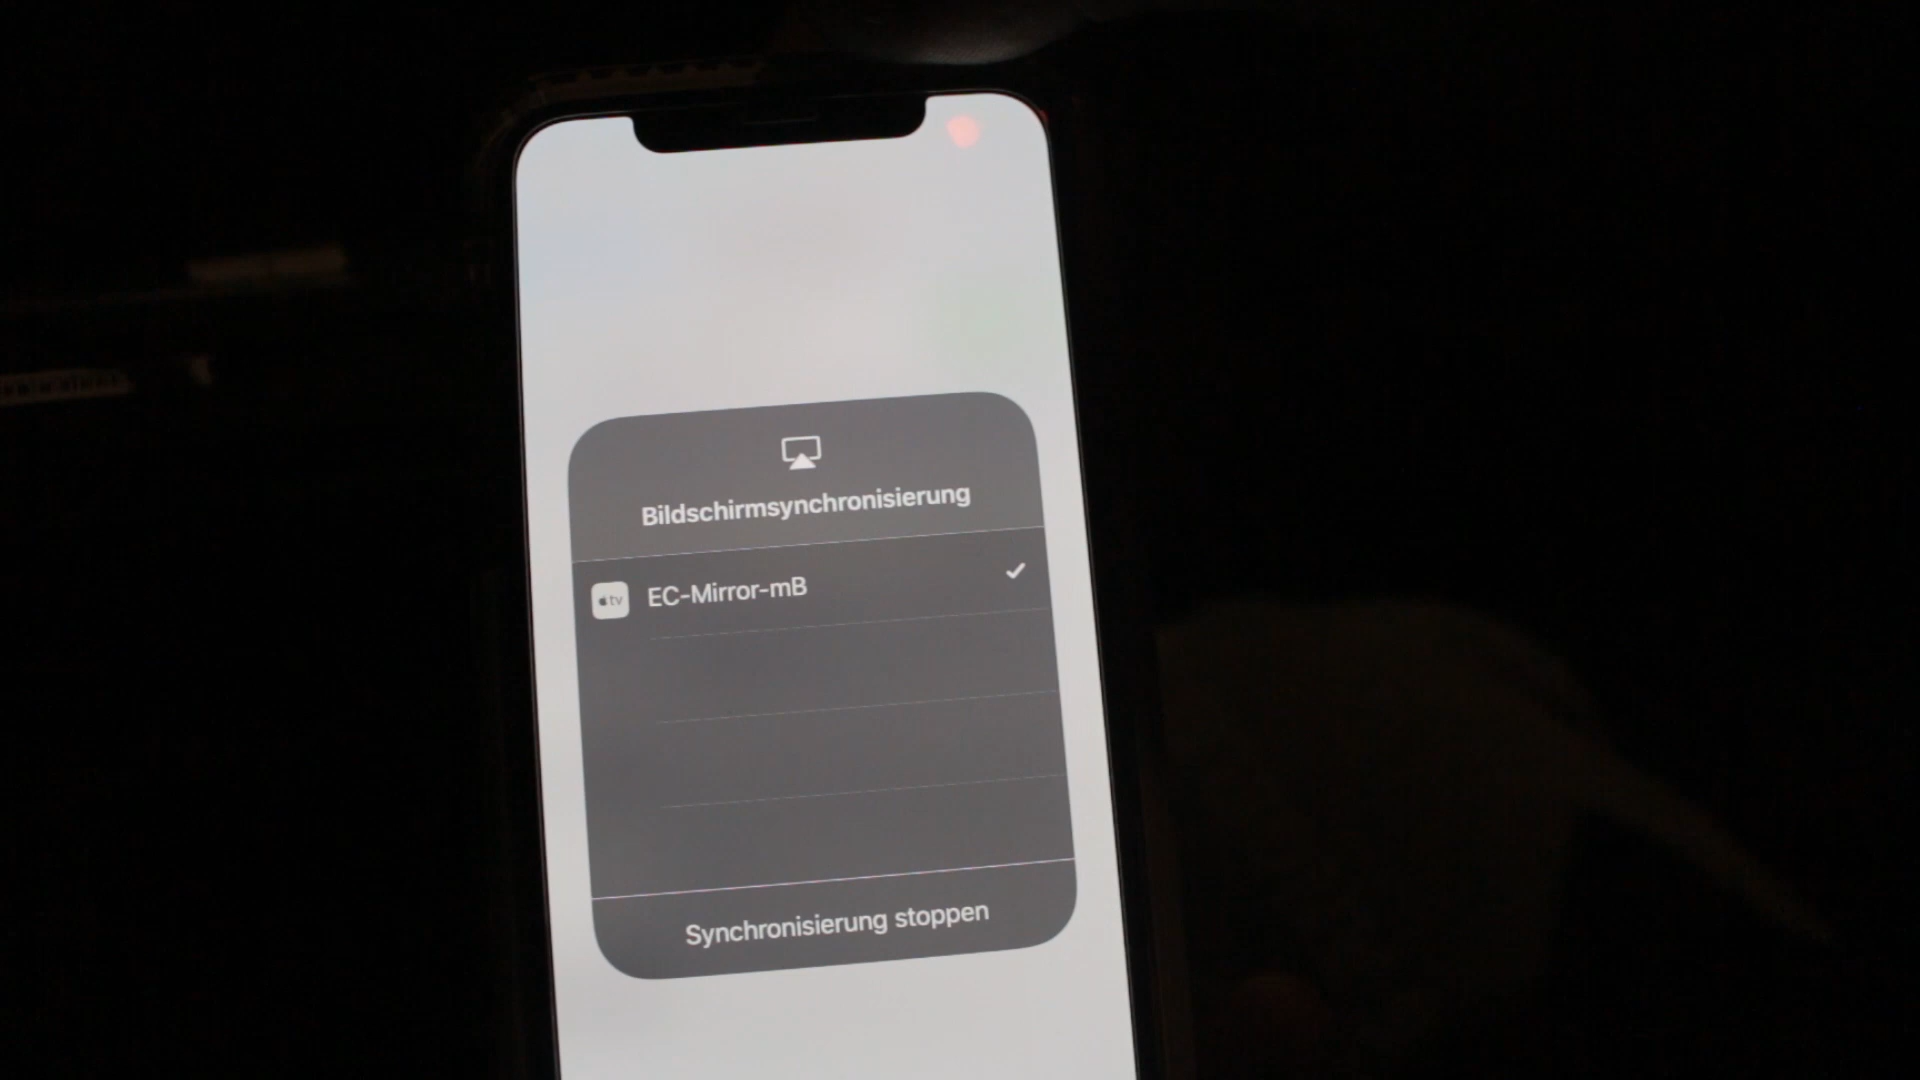 Bildschirmsynchronisierung
tv EC-Mirror-mB
Synchronisierung stoppen